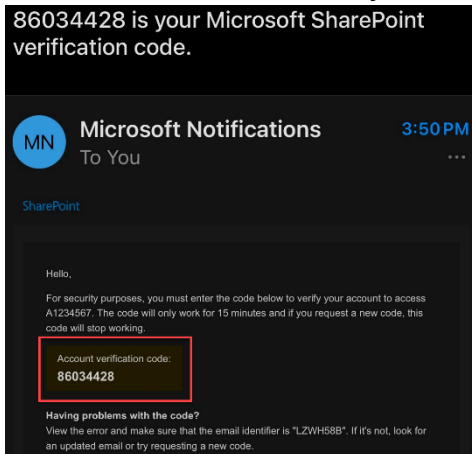 86034428 is your Microsoft SharePoint
verification code.
MN
Microsoft Notifications
3:50 PM
To You
...
SharePoint
Hello,
For security purposes, you must enter the code below to verify your account to access
A1234567. The code will only work for 15 minutes and if you request a new code, this
code will stop working.
Account verification code:
86034428
Having problems with the code?
View the error and make sure that the email identifier is "LZWH58B". If it's not, look for
an updated email or try requesting a new code.